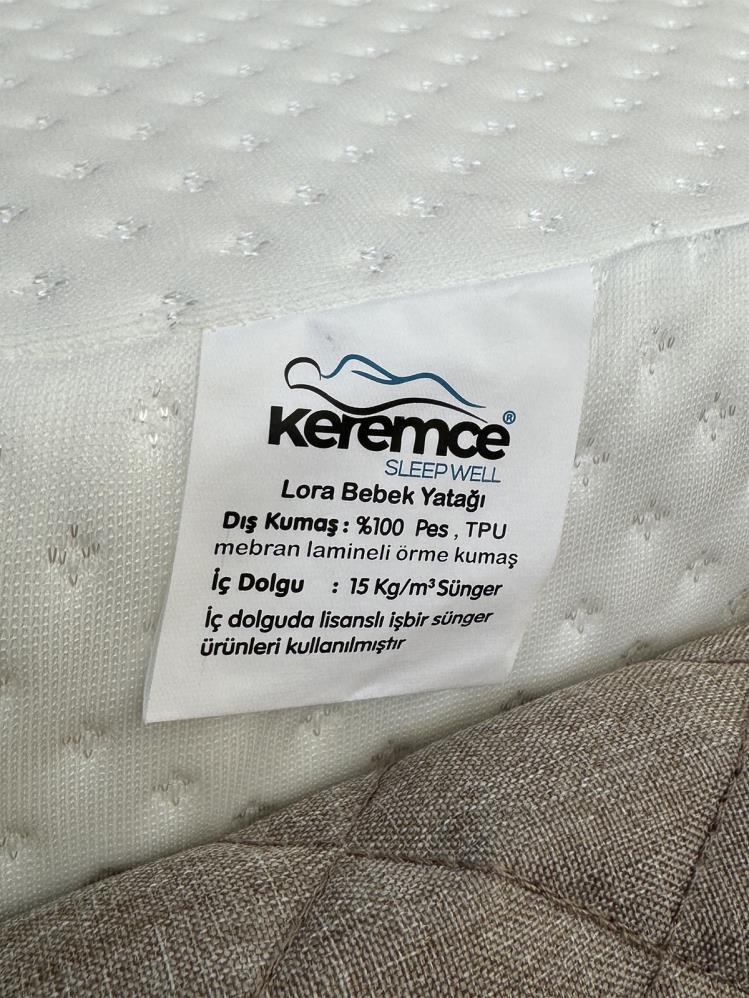 Keremce®
SLEEP WELL
Lora Bebek Yatağı
Dış Kumaş : %100 Pes , TPU
mebran lamineli örme kumaş
İç Dolgu : 15 Kg/m³ Sünger
İç dolguda lisanslı işbir sünger
ürünleri kullanılmıştır